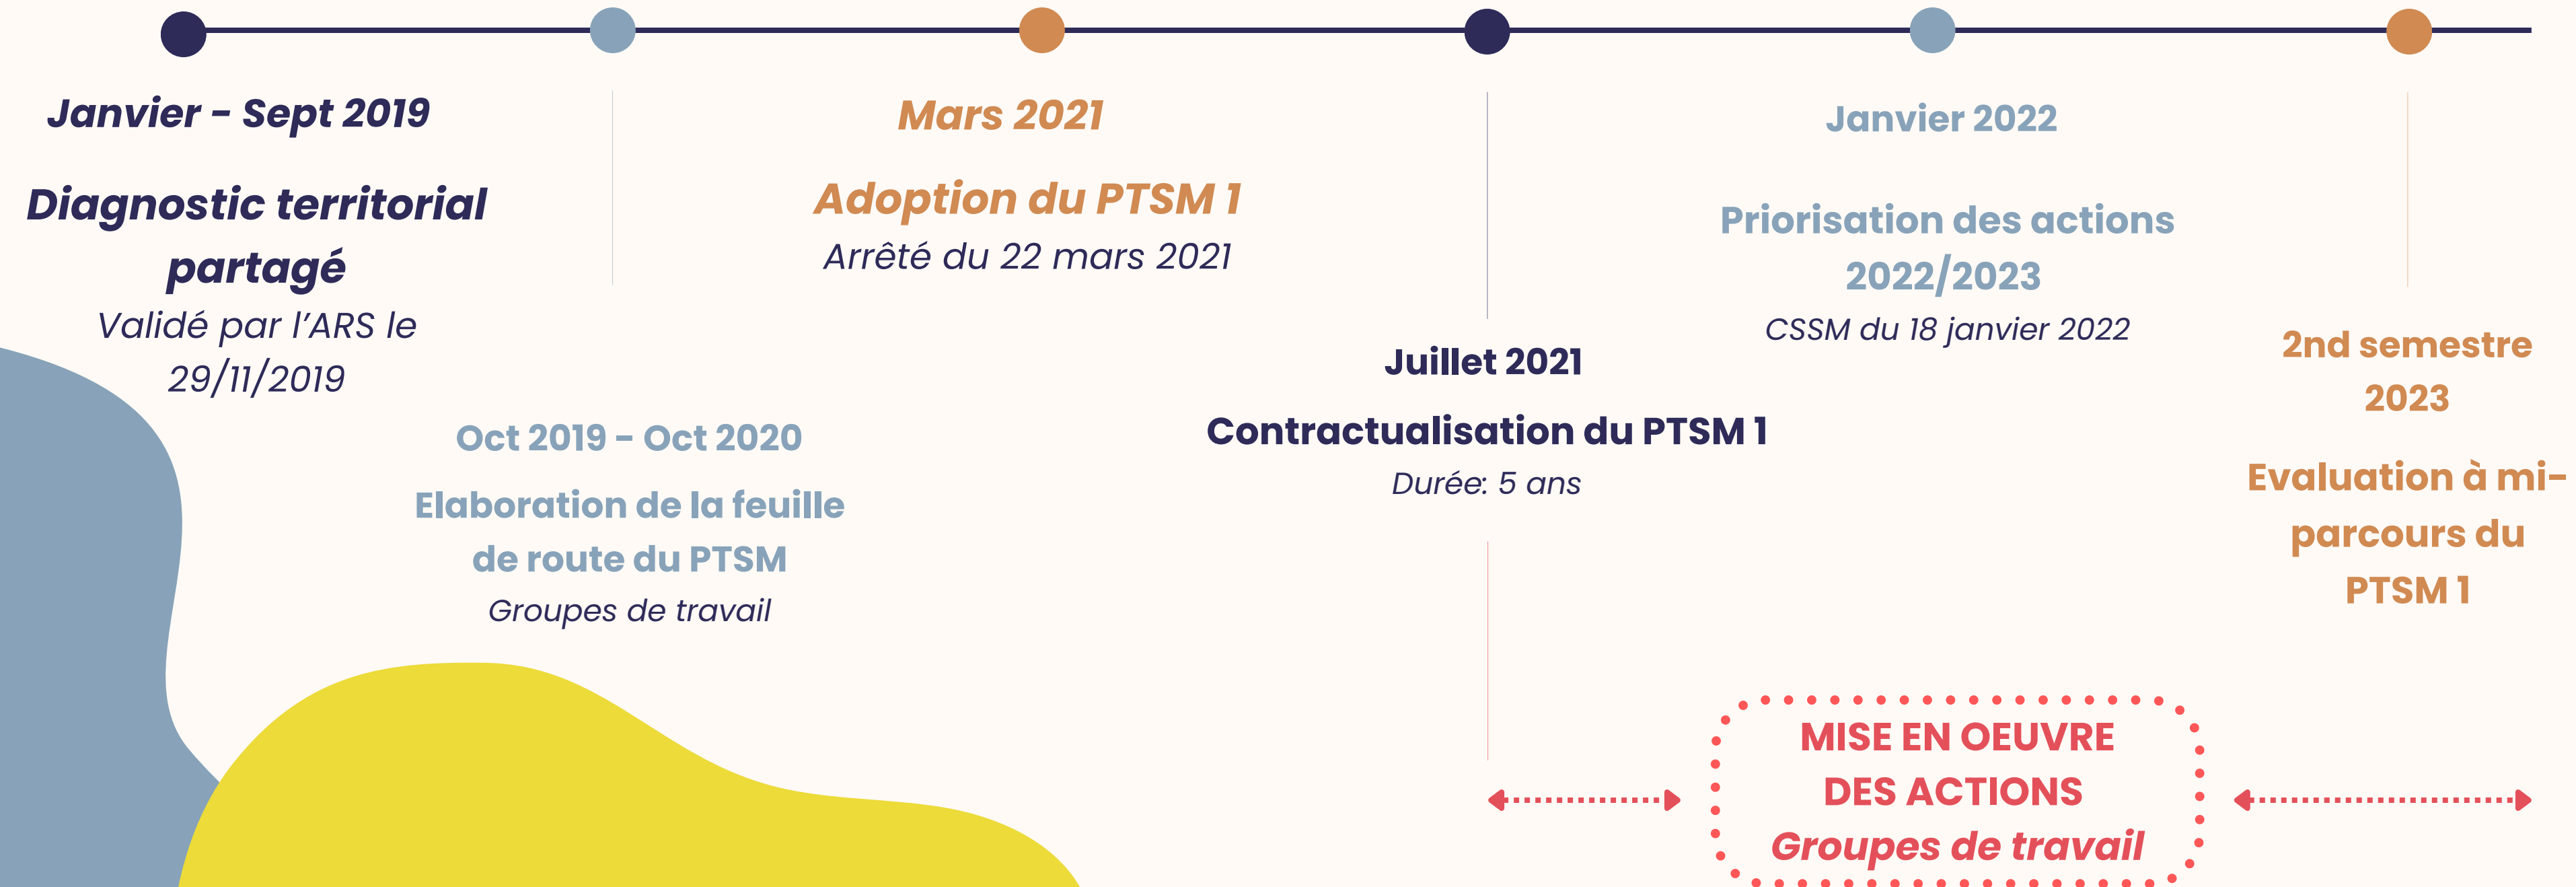 Janvier - Sept 2019
Diagnostic territorial
partagé
Validé par l'ARS le
29/11/2019
Oct 2019 - Oct 2020
Elaboration de la feuille
de route du PTSM
Groupes de travail
Mars 2021
Adoption du PTSM 1
Arrêté du 22 mars 2021
Juillet 2021
Contractualisation du PTSM 1
Durée: 5 ans
Janvier 2022
Priorisation des actions
2022/2023
CSSM du 18 janvier 2022
2nd semestre
2023
Evaluation à mi-
parcours du
PTSM 1
MISE EN OEUVRE
DES ACTIONS
Groupes de travail